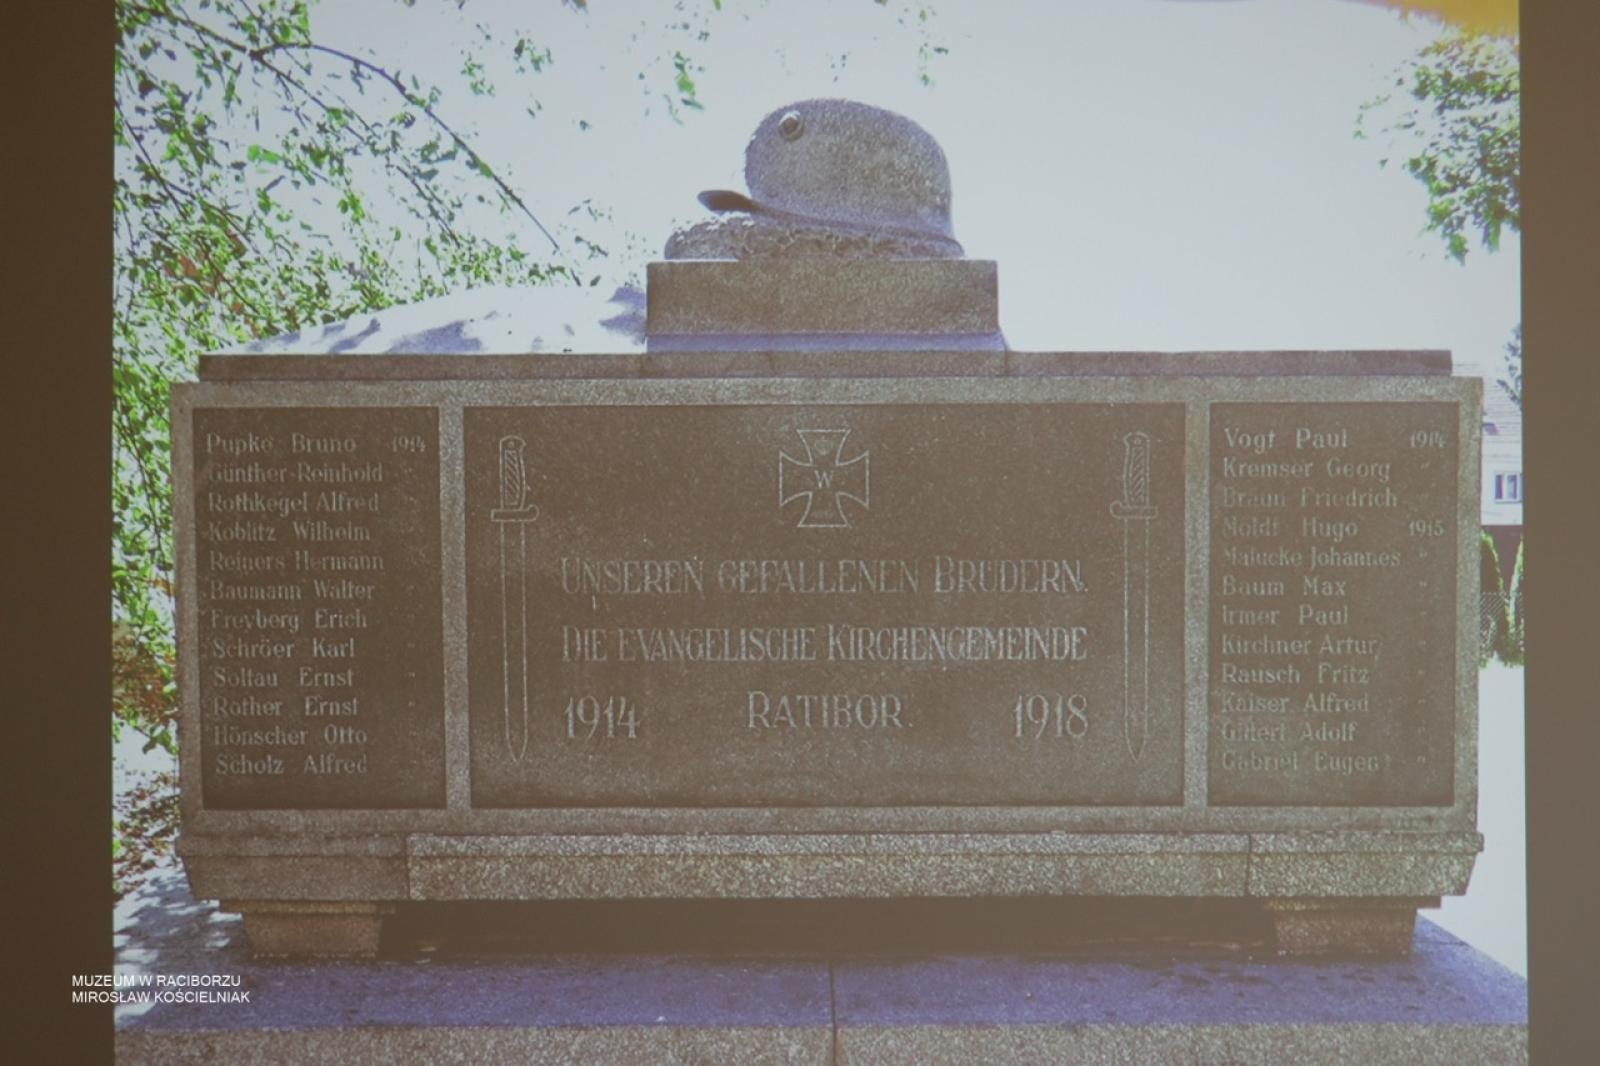 Pupke Bruno 1914
Günther Reinhold
Rothkegel Alfred
Koblitz Wilhelm
Reiners Hermann
Baumann Walter
Freyberg Erich
Schröer Karl
Soltau Ernst
Rother Ernst
Hönscher Otto
Scholz Alfred
W
UNSEREN GEFALLENEN BRÜDERN.
DIE EVANGELISCHE KIRCHENGEMEINDE
1914 RATIBOR. 1918
Vogt Paul 1914
Kremser Georg "
Braun Friedrich "
Moldt Hugo 1915
Malucke Johannes "
Baum Max "
Irmer Paul "
Kirchner Artur "
Rausch Fritz "
Kaiser Alfred "
Adolf "
Gabriel Eugen "
MUZEUM W RACIBORZU
MIROSŁAW KOŚCIELNIAK